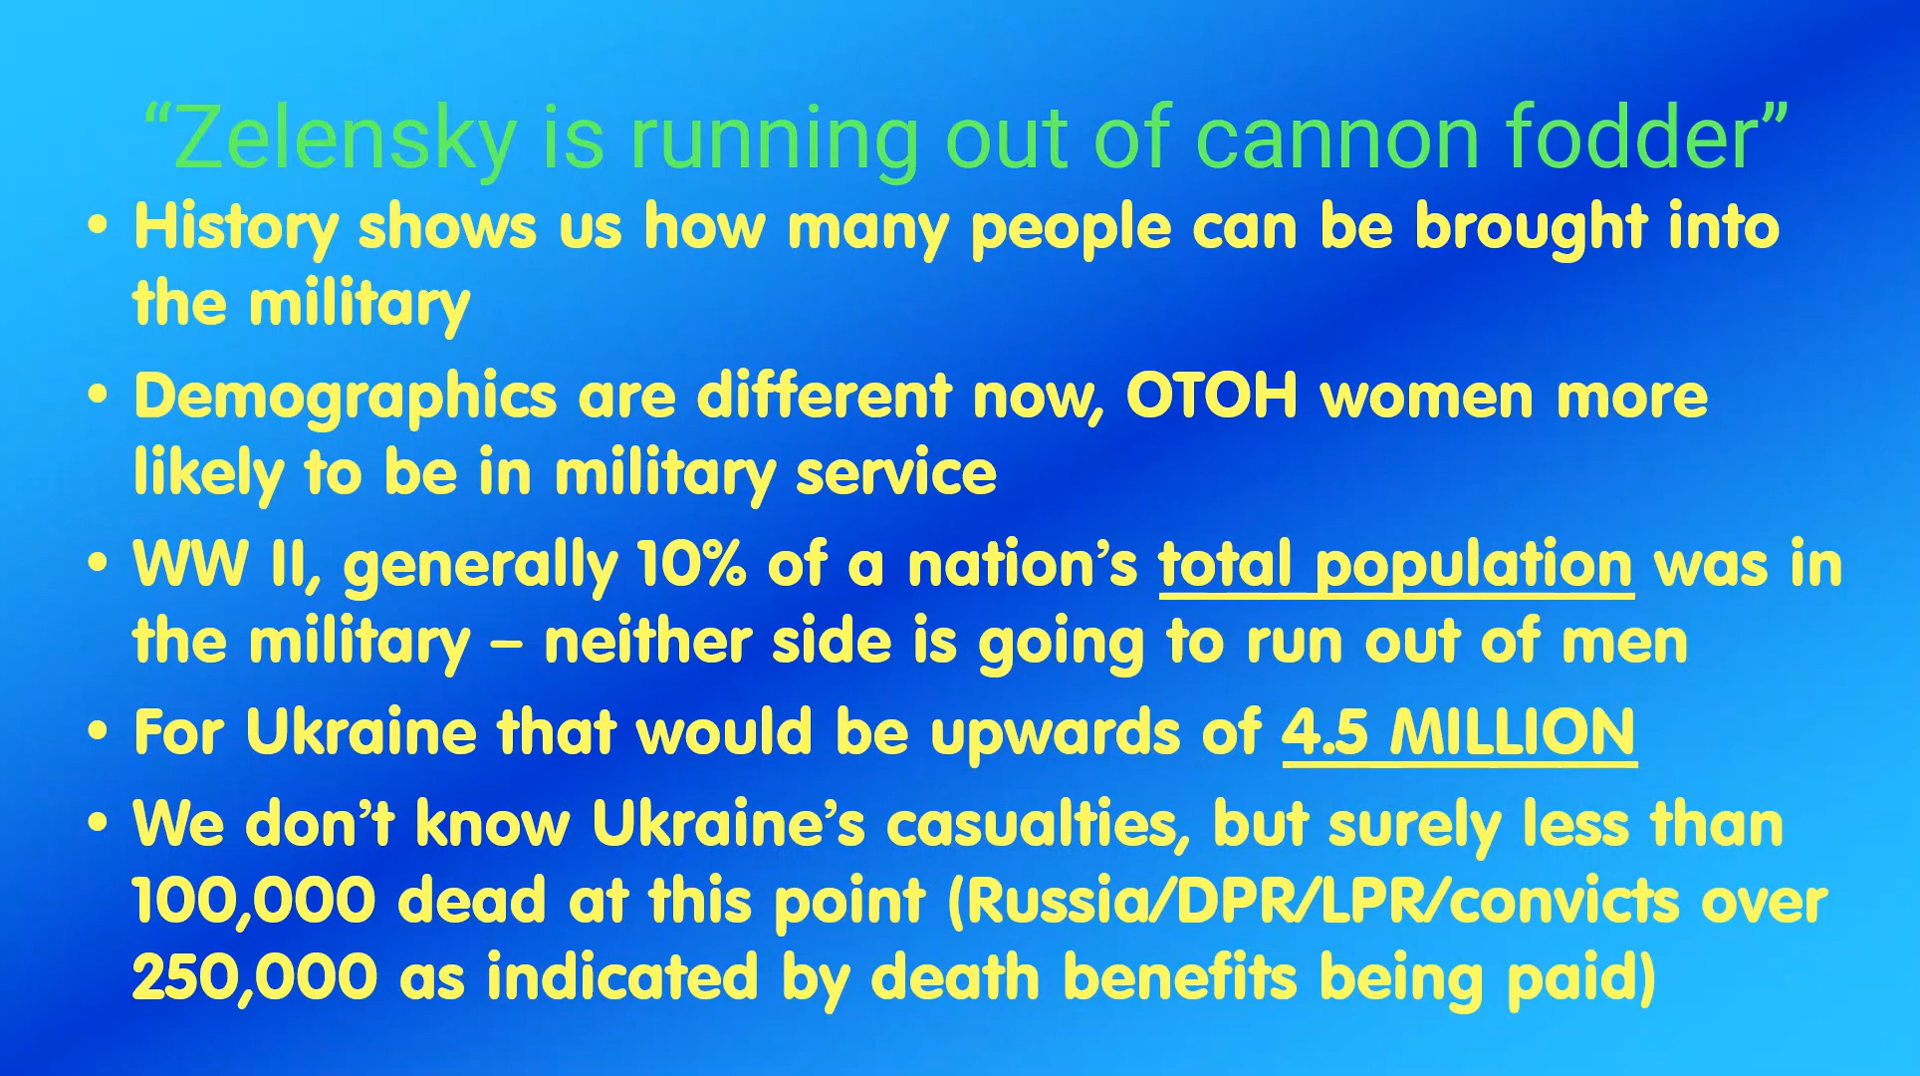 “Zelensky is running out of cannon fodder”
• History shows us how many people can be brought into
the military
• Demographics are different now, OTOH women more
likely to be in military service
• WW II, generally 10% of a nation’s total population was in
the military – neither side is going to run out of men
• For Ukraine that would be upwards of 4.5 MILLION
• We don’t know Ukraine’s casualties, but surely less than
100,000 dead at this point (Russia/DPR/LPR/convicts over
250,000 as indicated by death benefits being paid)